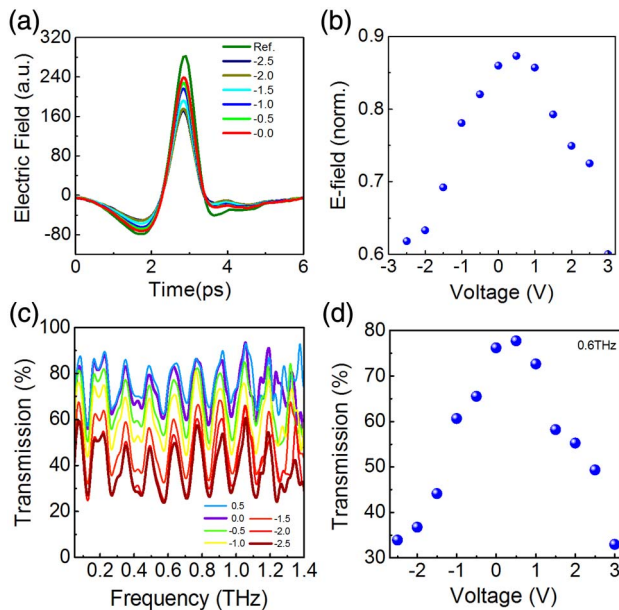 (a)
320
240
160
80
0
-80
Electric Field (a.u.)
0 2 4 6
Time(ps)
Ref.
-2.5
-2.0
-1.5
-1.0
-0.5
-0.0
(b)
0.9
0.8
0.7
0.6
E-field (norm.)
-3 -2 -1 0 1 2 3
Voltage (V)
(c)
100
80
60
40
20
0
Transmission (%)
0.2 0.4 0.6 0.8 1.0 1.2 1.4
Frequency (THz)
0.5
0.0 -1.5
-0.5 -2.0
-1.0 -2.5
(d)
80
70
60
50
40
30
Transmission (%)
0.6THz
-2 -1 0 1 2 3
Voltage (V)